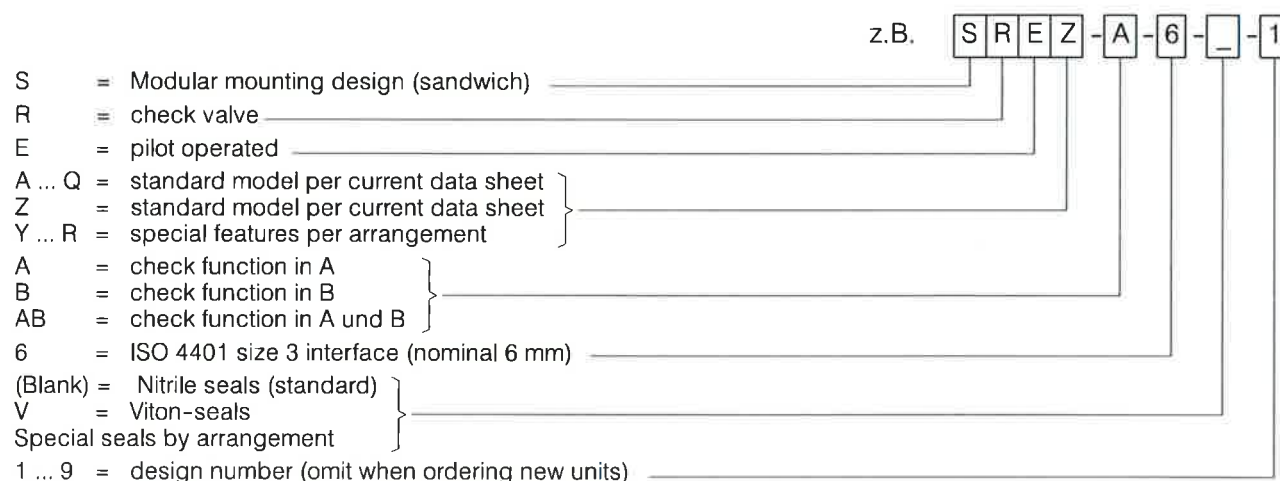 z.B. S R E Z - A - 6 - _ - 1
S = Modular mounting design (sandwich)
R = check valve
E = pilot operated
A ... Q = standard model per current data sheet
Z = standard model per current data sheet
Y ... R = special features per arrangement
A = check function in A
B = check function in B
AB = check function in A und B
6 = ISO 4401 size 3 interface (nominal 6 mm)
(Blank) = Nitrile seals (standard)
V = Viton-seals
Special seals by arrangement
1 ... 9 = design number (omit when ordering new units)